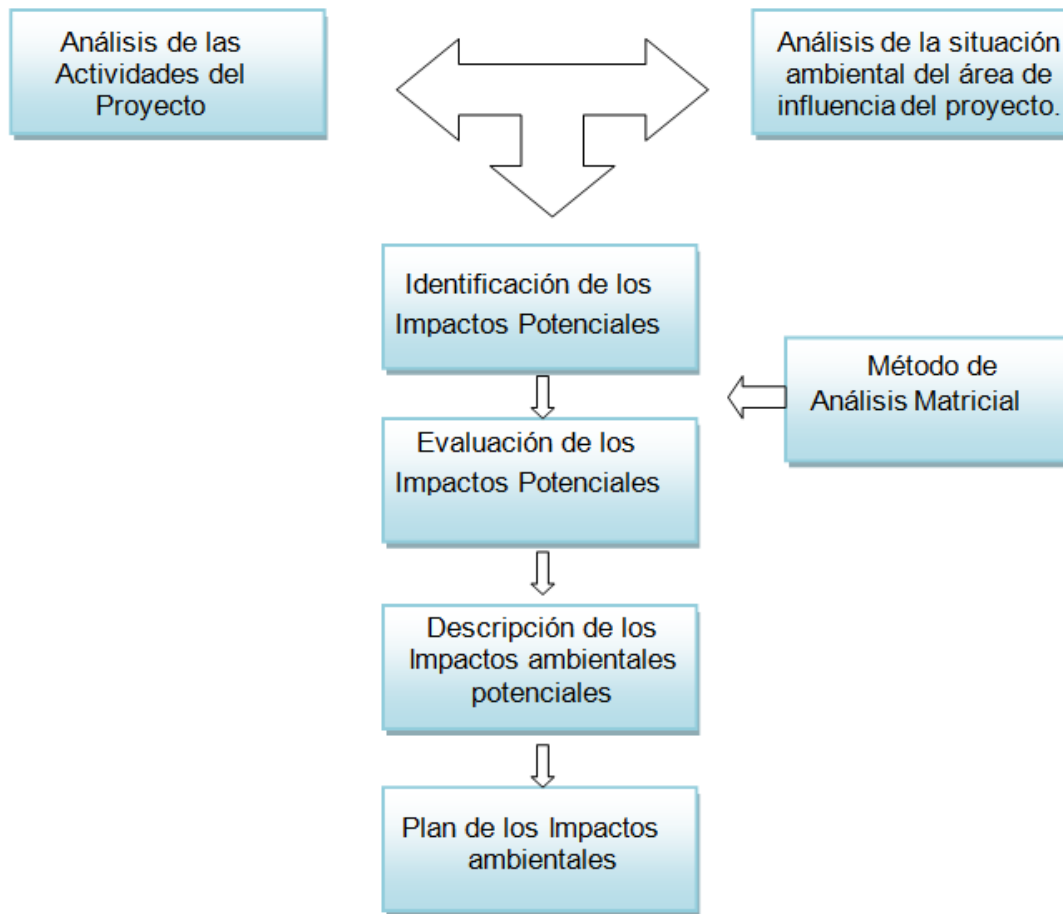 Análisis de las
Actividades del
Proyecto
Análisis de la situación
ambiental del área de
influencia del proyecto.
Identificación de los
Impactos Potenciales
Método de
Análisis Matricial
Evaluación de los
Impactos Potenciales
Descripción de los
Impactos ambientales
potenciales
Plan de los Impactos
ambientales